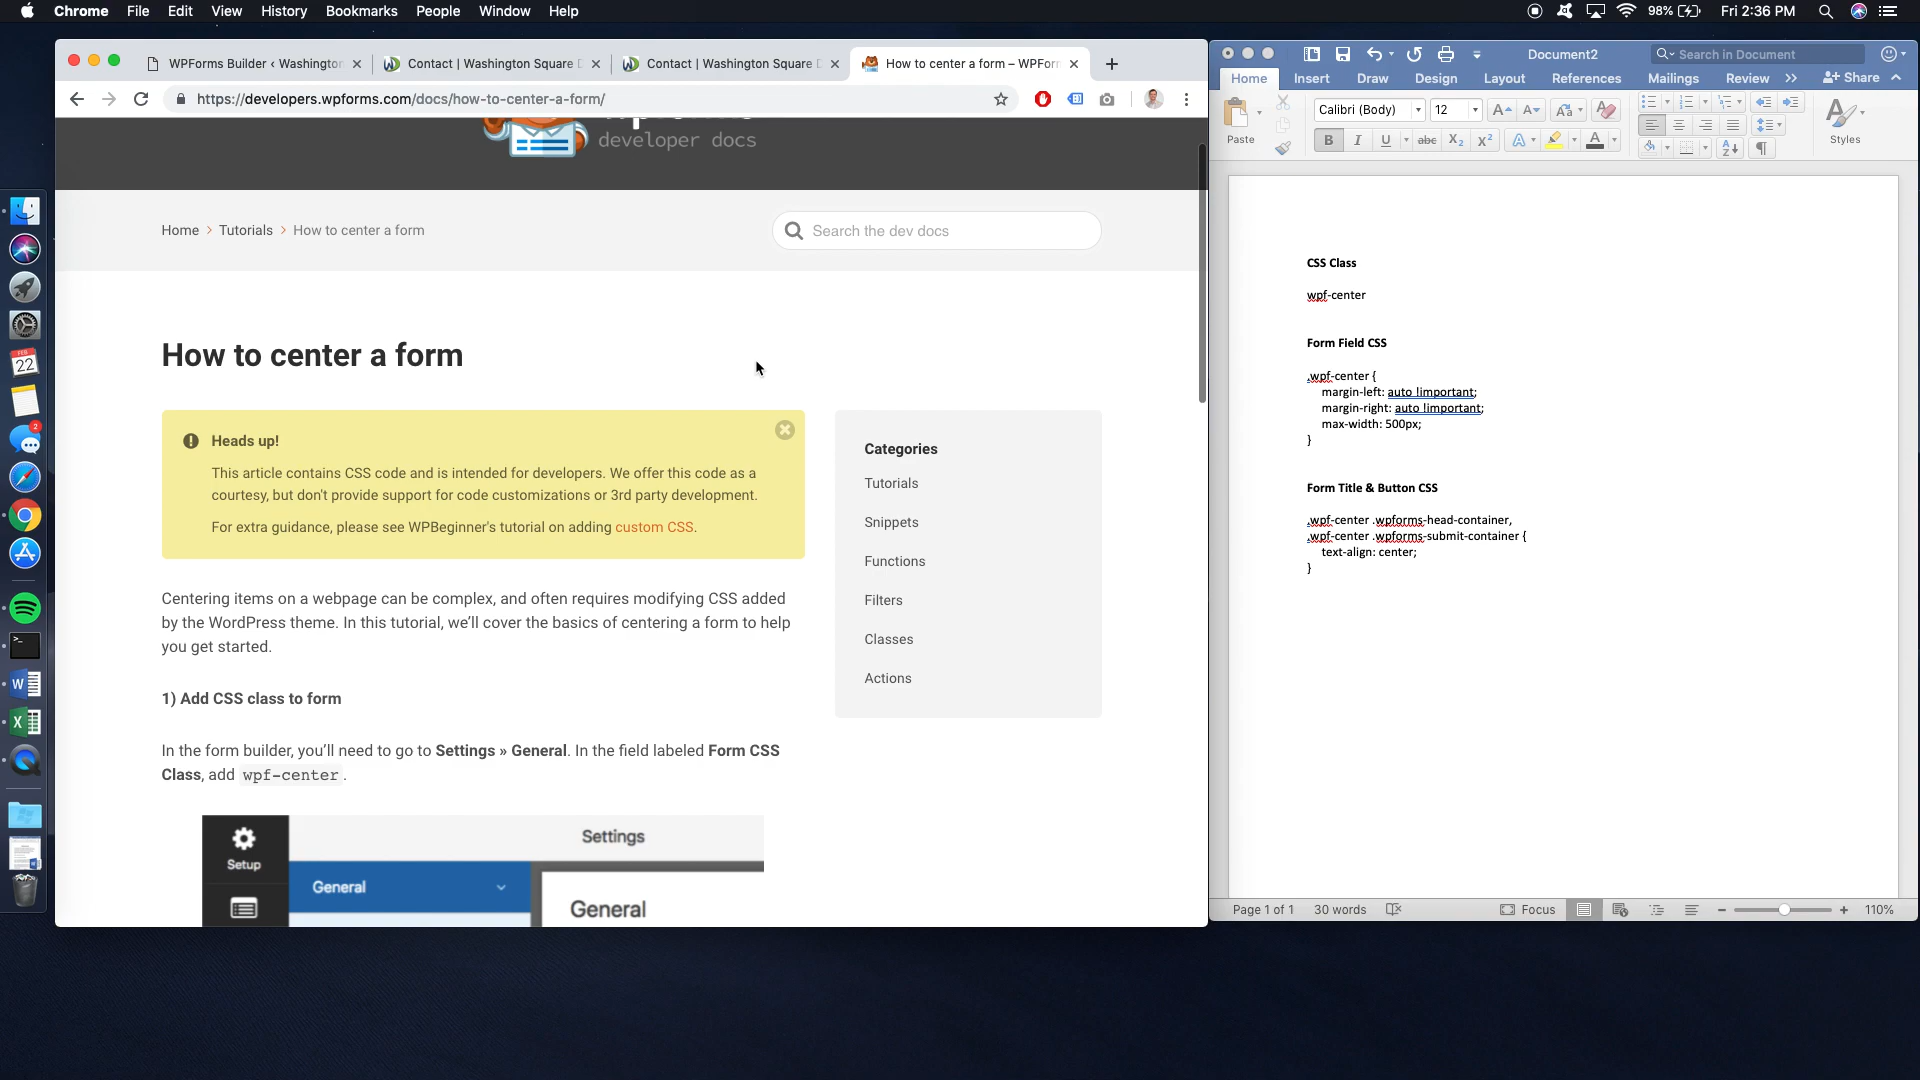 Chrome File Edit View History Bookmarks People Window Help
98% Fri 2:36 PM
WPForms Builder ‹ Washington
Contact | Washington Square D
Contact | Washington Square D
How to center a form – WPForm
https://developers.wpforms.com/docs/how-to-center-a-form/
developer docs
Home > Tutorials > How to center a form
Search the dev docs
How to center a form
Heads up!
This article contains CSS code and is intended for developers. We offer this code as a
courtesy, but don't provide support for code customizations or 3rd party development.
For extra guidance, please see WPBeginner's tutorial on adding custom CSS.
Centering items on a webpage can be complex, and often requires modifying CSS added
by the WordPress theme. In this tutorial, we'll cover the basics of centering a form to help
you get started.
1) Add CSS class to form
In the form builder, you'll need to go to Settings » General. In the field labeled Form CSS
Class, add wpf-center.
Setup
Settings
General
General
Categories
Tutorials
Snippets
Functions
Filters
Classes
Actions
FEB
22
2
Document2
Search in Document
Home Insert Draw Design Layout References Mailings Review >> Share
Paste
Calibri (Body) 12
B I U abc X2 X2 A A
Styles
CSS Class
wpf-center
Form Field CSS
.wpf-center {
margin-left: auto !important;
margin-right: auto !important;
max-width: 500px;
}
Form Title & Button CSS
.wpf-center .wpforms-head-container,
.wpf-center .wpforms-submit-container {
text-align: center;
}
Page 1 of 1 30 words Focus 110%